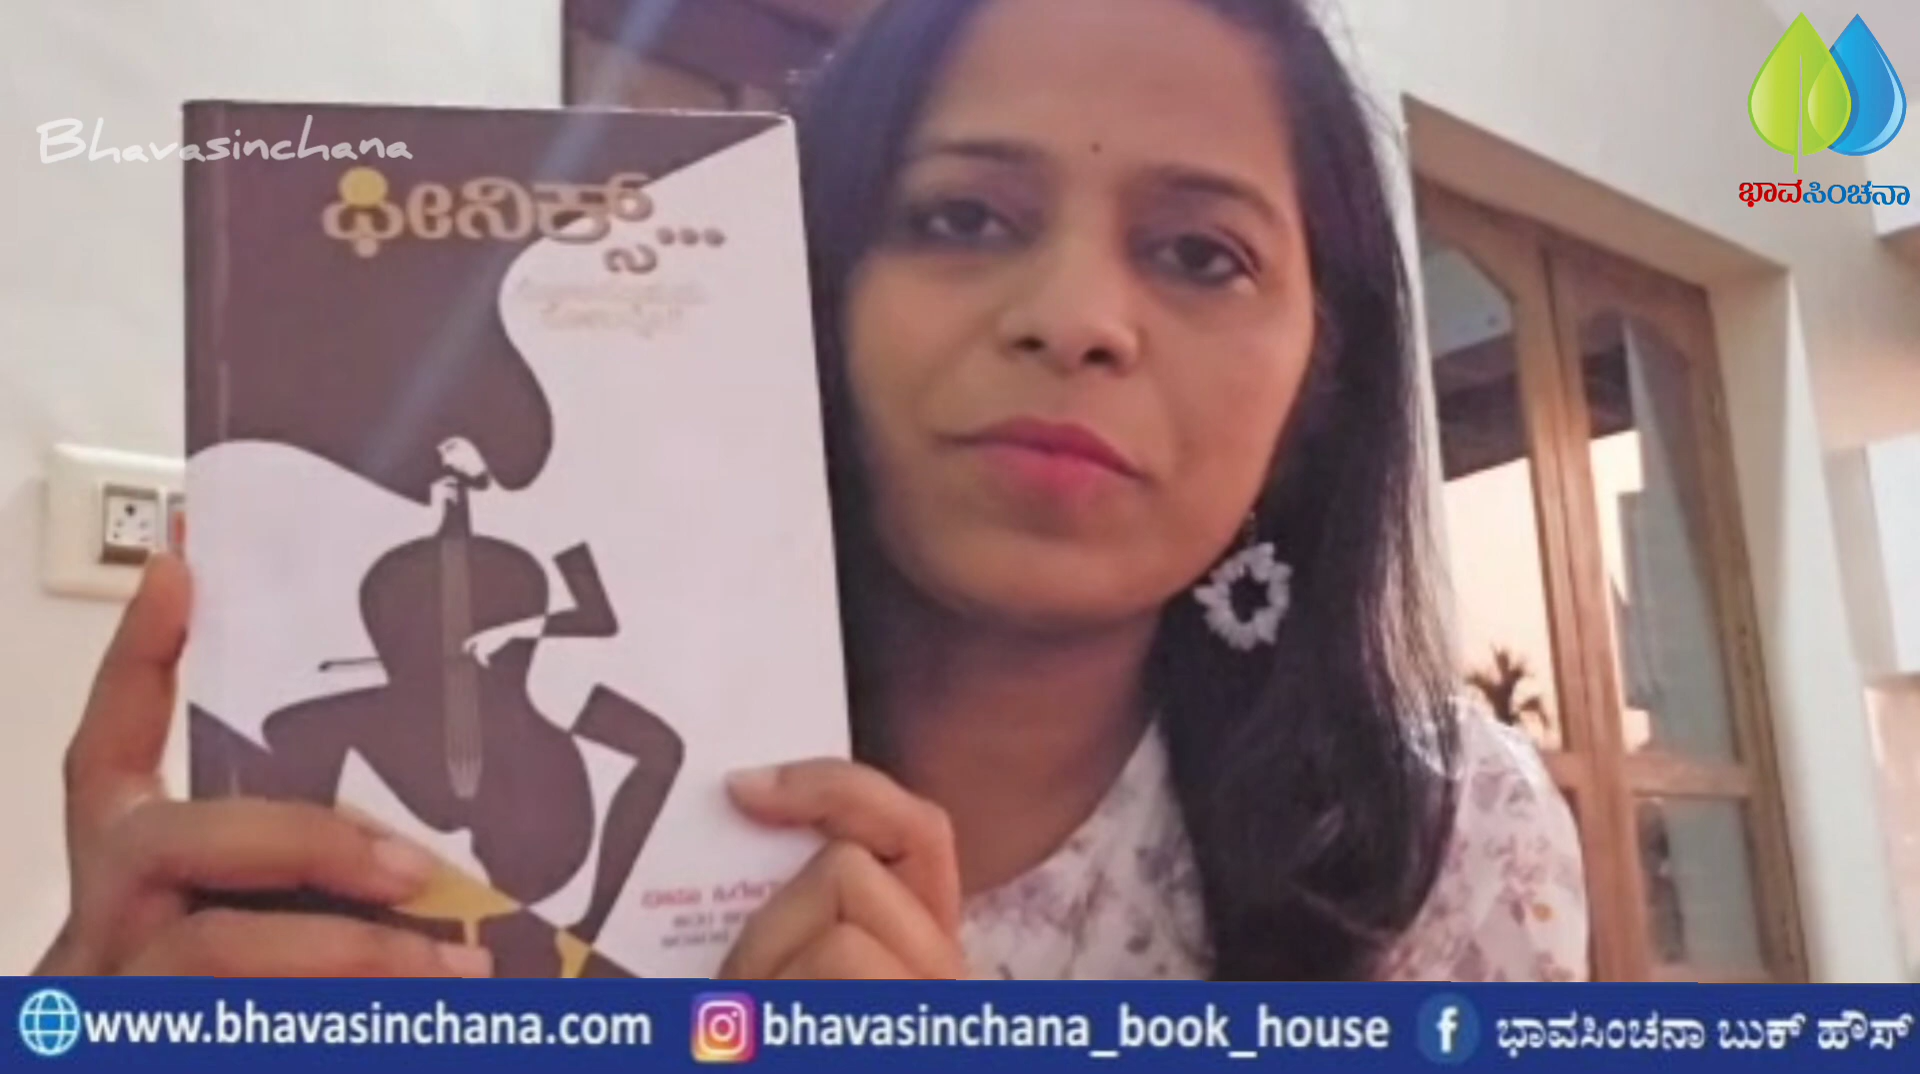 Bhavasinchana
ಭಾವಸಿಂಚನಾ
ಫೀನಿಕ್ಸ್...
www.bhavasinchana.com
bhavasinchana_book_house
ಭಾವಸಿಂಚನಾ ಬುಕ್ ಹೌಸ್